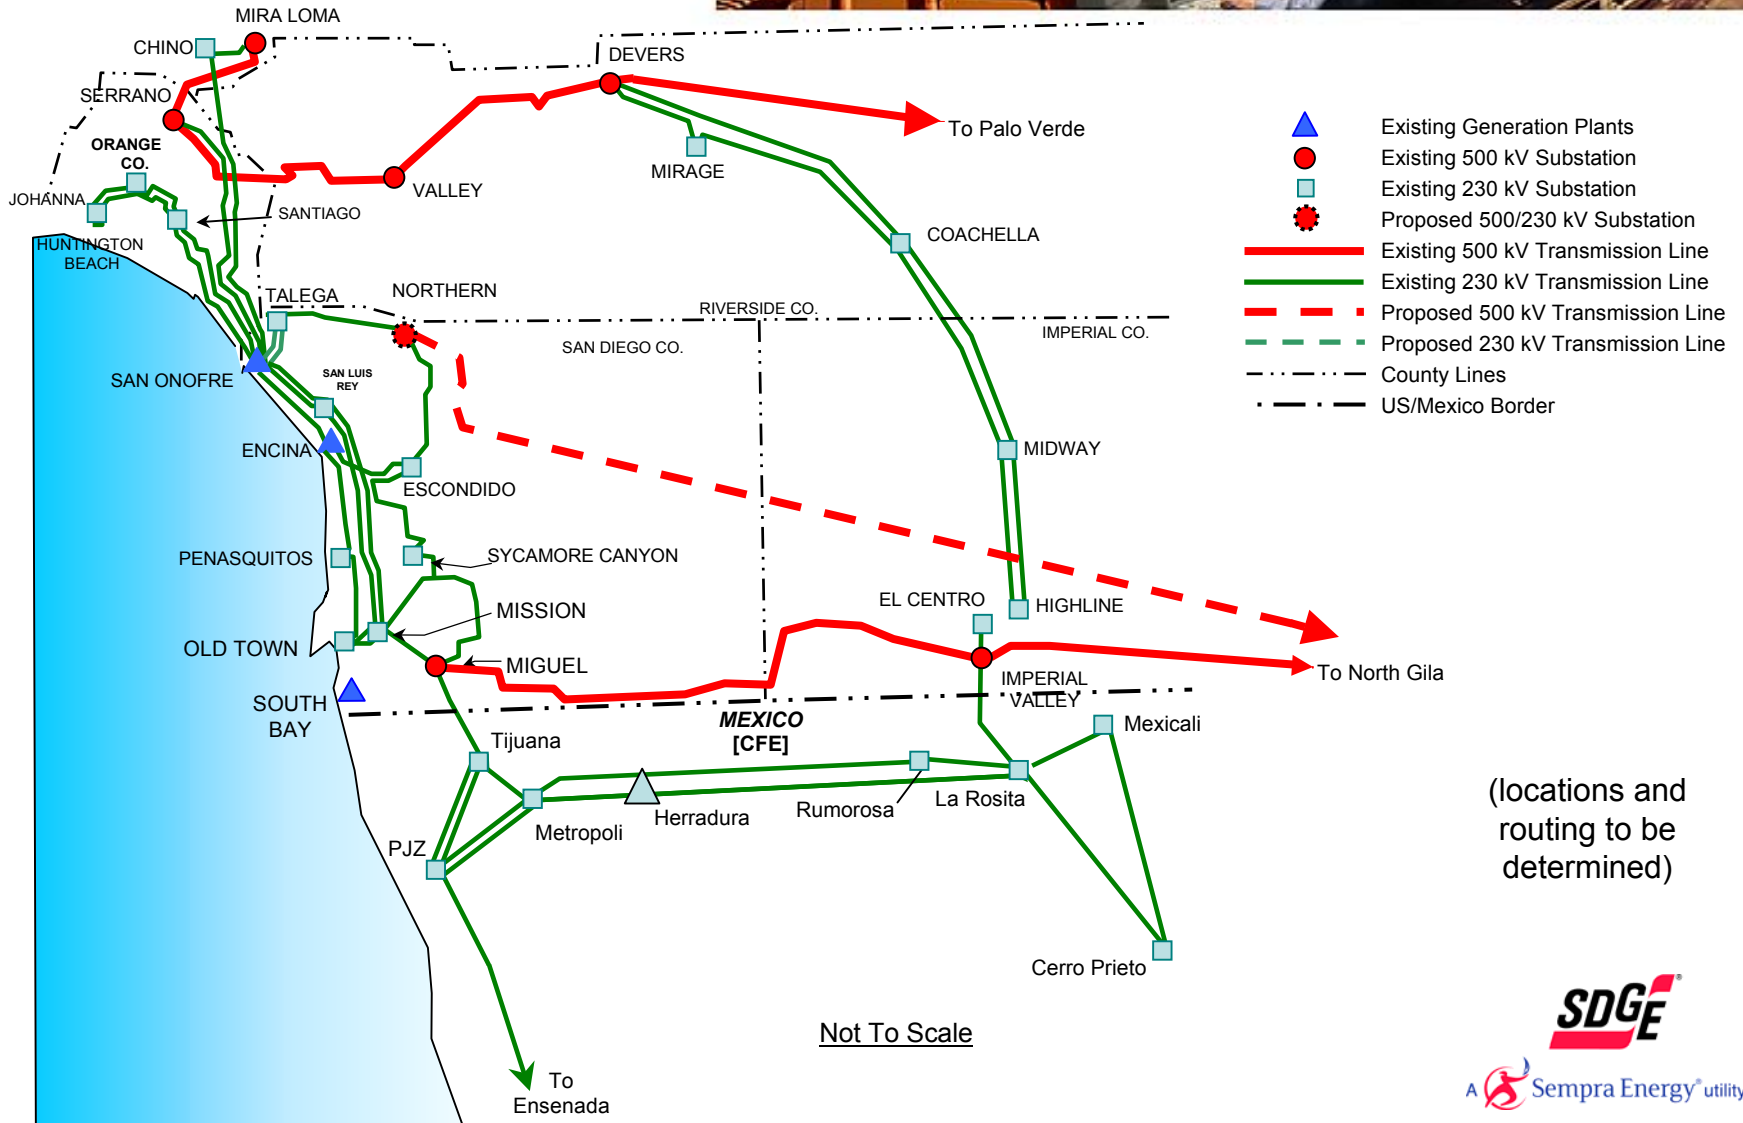 MIRA LOMA
CHINO
DEVERS
SERRANO
To Palo Verde
ORANGE
CO.
MIRAGE
VALLEY
JOHANNA
SANTIAGO
HUNTINGTON
BEACH
COACHELLA
TALEGA
NORTHERN
RIVERSIDE CO.
SAN DIEGO CO.
IMPERIAL CO.
SAN ONOFRE
SAN LUIS
REY
ENCINA
MIDWAY
ESCONDIDO
PENASQUITOS
SYCAMORE CANYON
EL CENTRO
HIGHLINE
MISSION
OLD TOWN
MIGUEL
To North Gila
IMPERIAL
VALLEY
SOUTH
BAY
MEXICO
[CFE]
Mexicali
Tijuana
Rumorosa
La Rosita
Herradura
Metropoli
PJZ
Cerro Prieto
To
Ensenada
Not To Scale
Existing Generation Plants
Existing 500 kV Substation
Existing 230 kV Substation
Proposed 500/230 kV Substation
Existing 500 kV Transmission Line
Existing 230 kV Transmission Line
Proposed 500 kV Transmission Line
Proposed 230 kV Transmission Line
County Lines
US/Mexico Border
(locations and
routing to be
determined)
SDGE®
A Sempra Energy® utility